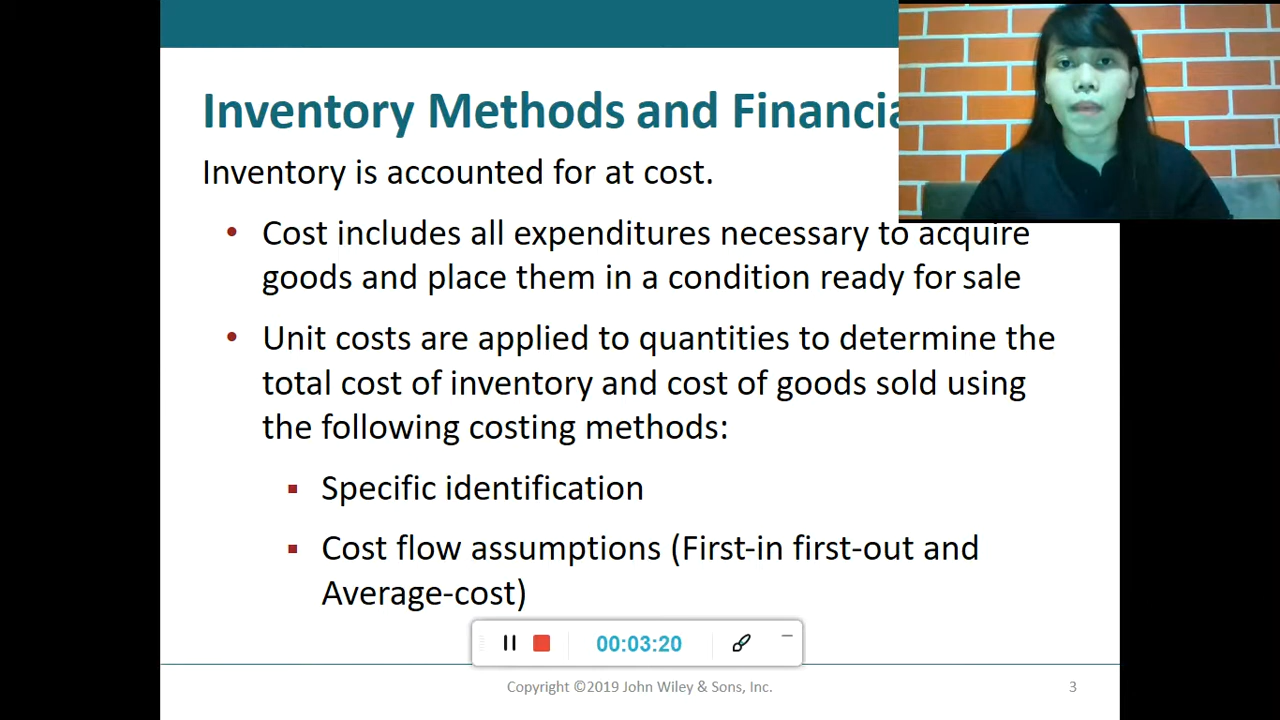 Inventory Methods and Financia
Inventory is accounted for at cost.
• Cost includes all expenditures necessary to acquire
goods and place them in a condition ready for sale
• Unit costs are applied to quantities to determine the
total cost of inventory and cost of goods sold using
the following costing methods:
▪ Specific identification
▪ Cost flow assumptions (First-in first-out and
Average-cost)
00:03:20
Copyright ©2019 John Wiley & Sons, Inc.
3